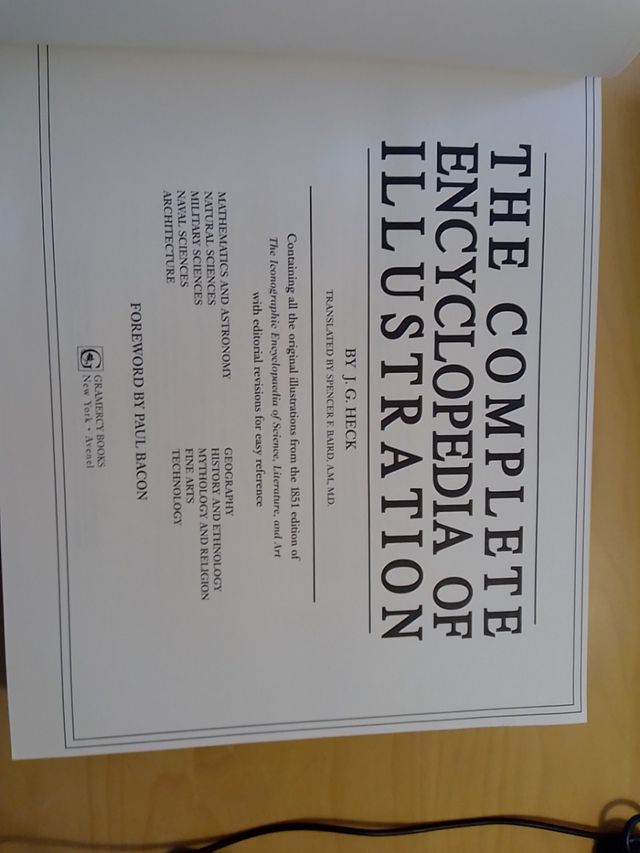 THE COMPLETE
ENCYCLOPEDIA OF
ILLUSTRATION
BY J. G. HECK
TRANSLATED BY SPENCER F. BAIRD, A.M., M.D.
Containing all the original illustrations from the 1851 edition of
The Iconographic Encyclopaedia of Science, Literature, and Art
with editorial revisions for easy reference
MATHEMATICS AND ASTRONOMY
NATURAL SCIENCES
MILITARY SCIENCES
NAVAL SCIENCES
ARCHITECTURE
GEOGRAPHY
HISTORY AND ETHNOLOGY
MYTHOLOGY AND RELIGION
FINE ARTS
TECHNOLOGY
FOREWORD BY PAUL BACON
G
GRAMERCY BOOKS
New York • Avenel